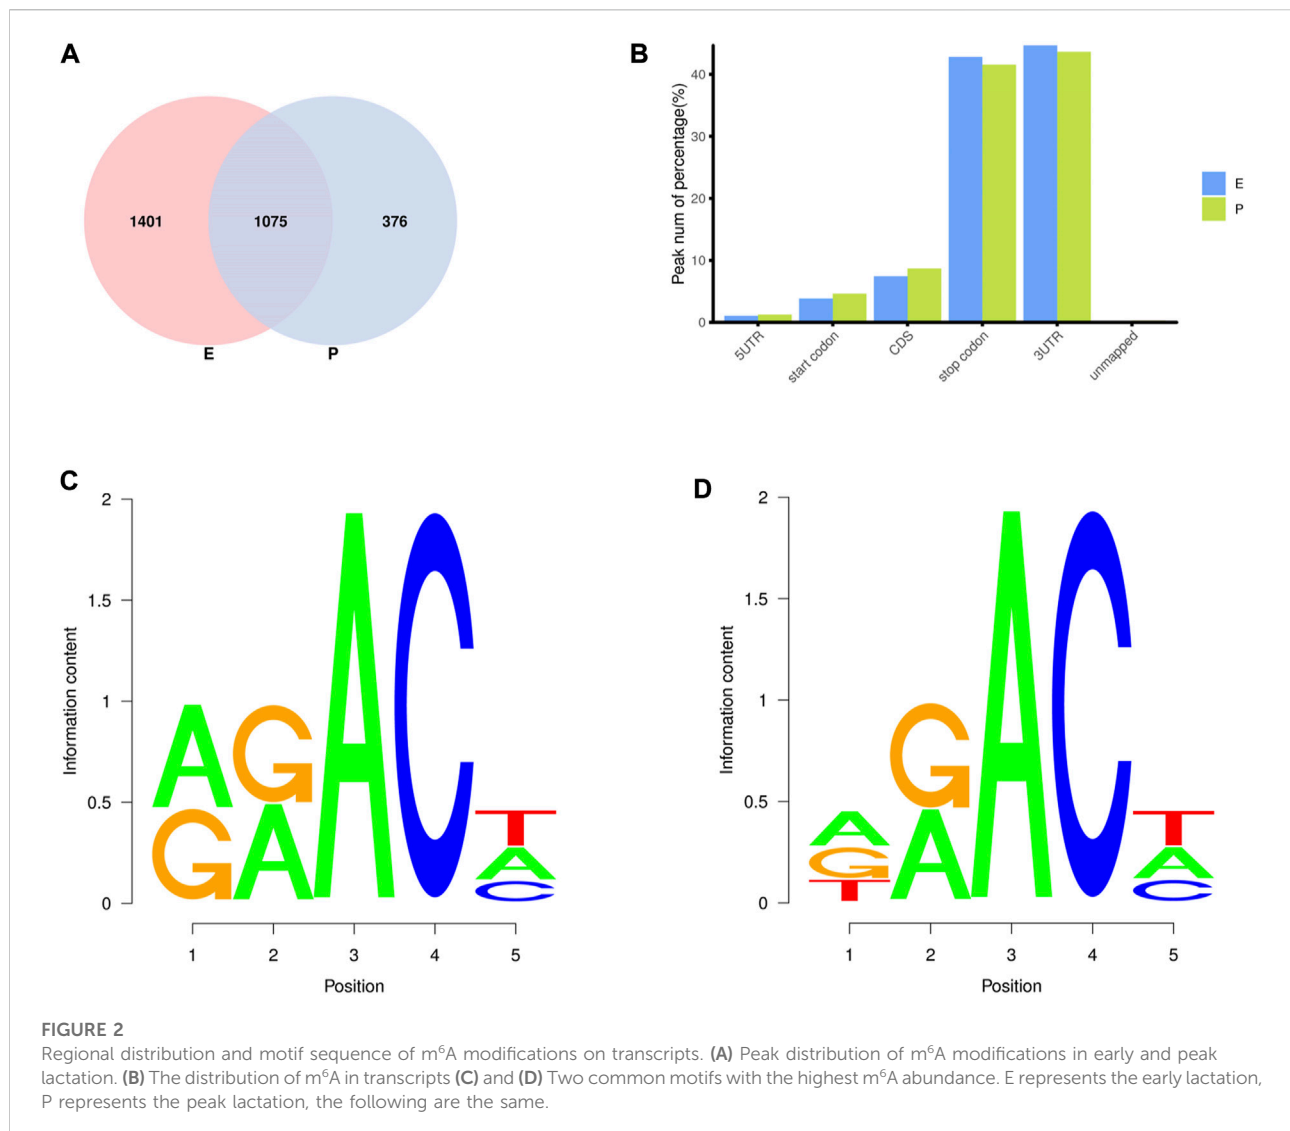 A
1401
1075
376
E
P
B
Peak num of percentage(%)
40
30
20
10
0
5UTR
start codon
CDS
stop codon
3UTR
unmapped
E
P
C
Information content
2
1.5
1
0.5
0
A
G
G
A
A
C
T
A
C
1 2 3 4 5
Position
D
Information content
2
1.5
1
0.5
0
A
G
T
G
A
A
C
T
A
C
1 2 3 4 5
Position
FIGURE 2
Regional distribution and motif sequence of m⁶A modifications on transcripts. (A) Peak distribution of m⁶A modifications in early and peak
lactation. (B) The distribution of m⁶A in transcripts (C) and (D) Two common motifs with the highest m⁶A abundance. E represents the early lactation,
P represents the peak lactation, the following are the same.